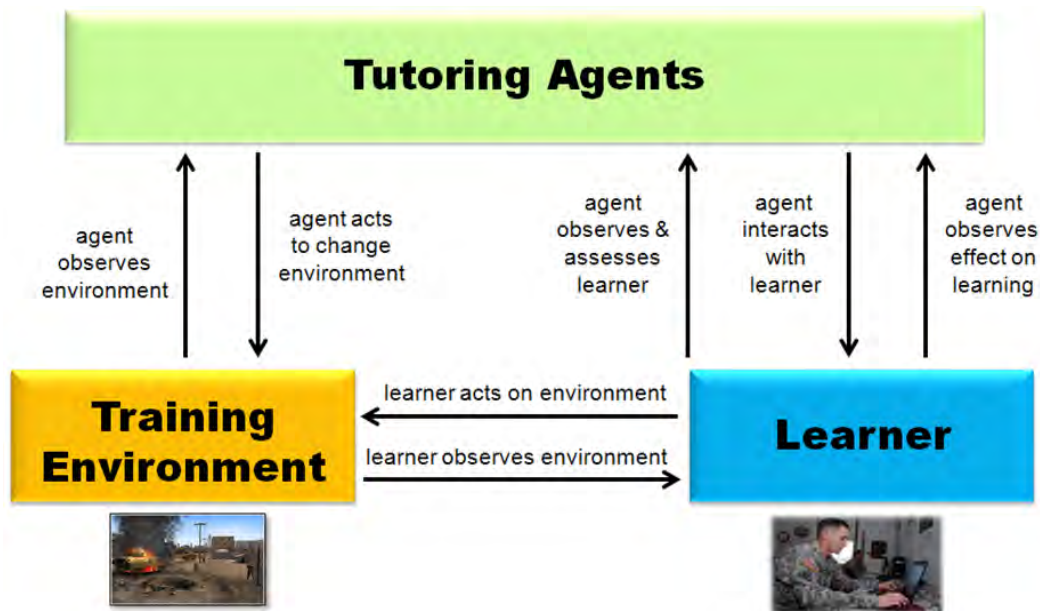 Tutoring Agents
agent
observes
environment
agent acts
to change
environment
agent
observes &
assesses
learner
agent
interacts
with
learner
agent
observes
effect on
learning
Training
Environment
learner acts on environment
learner observes environment
Learner